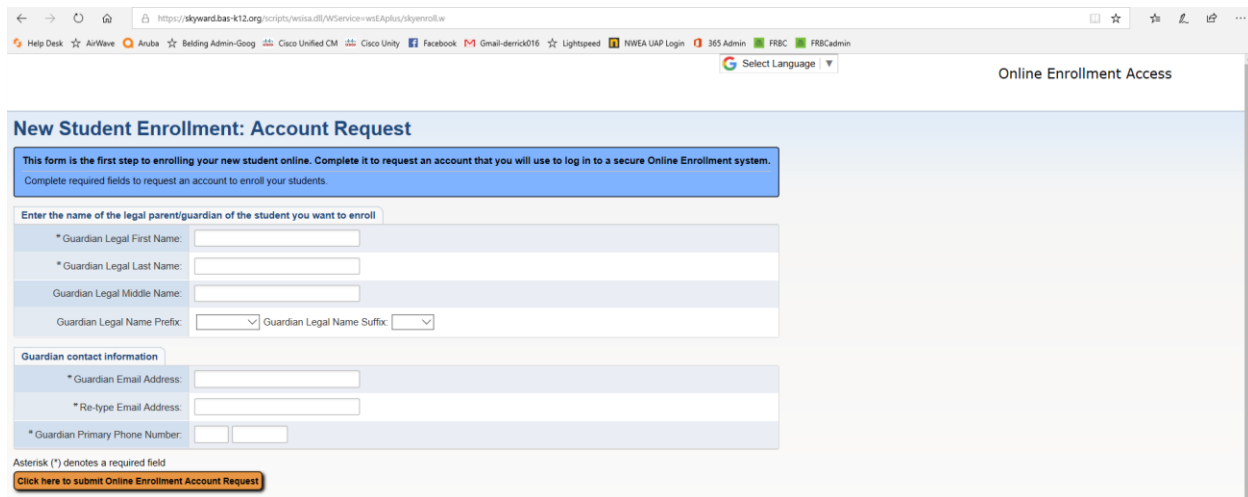 https://skyward.bas-k12.org/scripts/wsisa.dll/WService=wsEAplus/skyenroll.w
Help Desk AirWave Aruba Belding Admin-Goog Cisco Unified CM Cisco Unity Facebook Gmail-derrick016 Lightspeed NWEA UAP Login 365 Admin FRBC FRBCadmin
Select Language
Online Enrollment Access
New Student Enrollment: Account Request
This form is the first step to enrolling your new student online. Complete it to request an account that you will use to log in to a secure Online Enrollment system.
Complete required fields to request an account to enroll your students.
Enter the name of the legal parent/guardian of the student you want to enroll
* Guardian Legal First Name:
* Guardian Legal Last Name:
Guardian Legal Middle Name:
Guardian Legal Name Prefix: Guardian Legal Name Suffix:
Guardian contact information
* Guardian Email Address:
* Re-type Email Address:
* Guardian Primary Phone Number:
Asterisk (*) denotes a required field
Click here to submit Online Enrollment Account Request